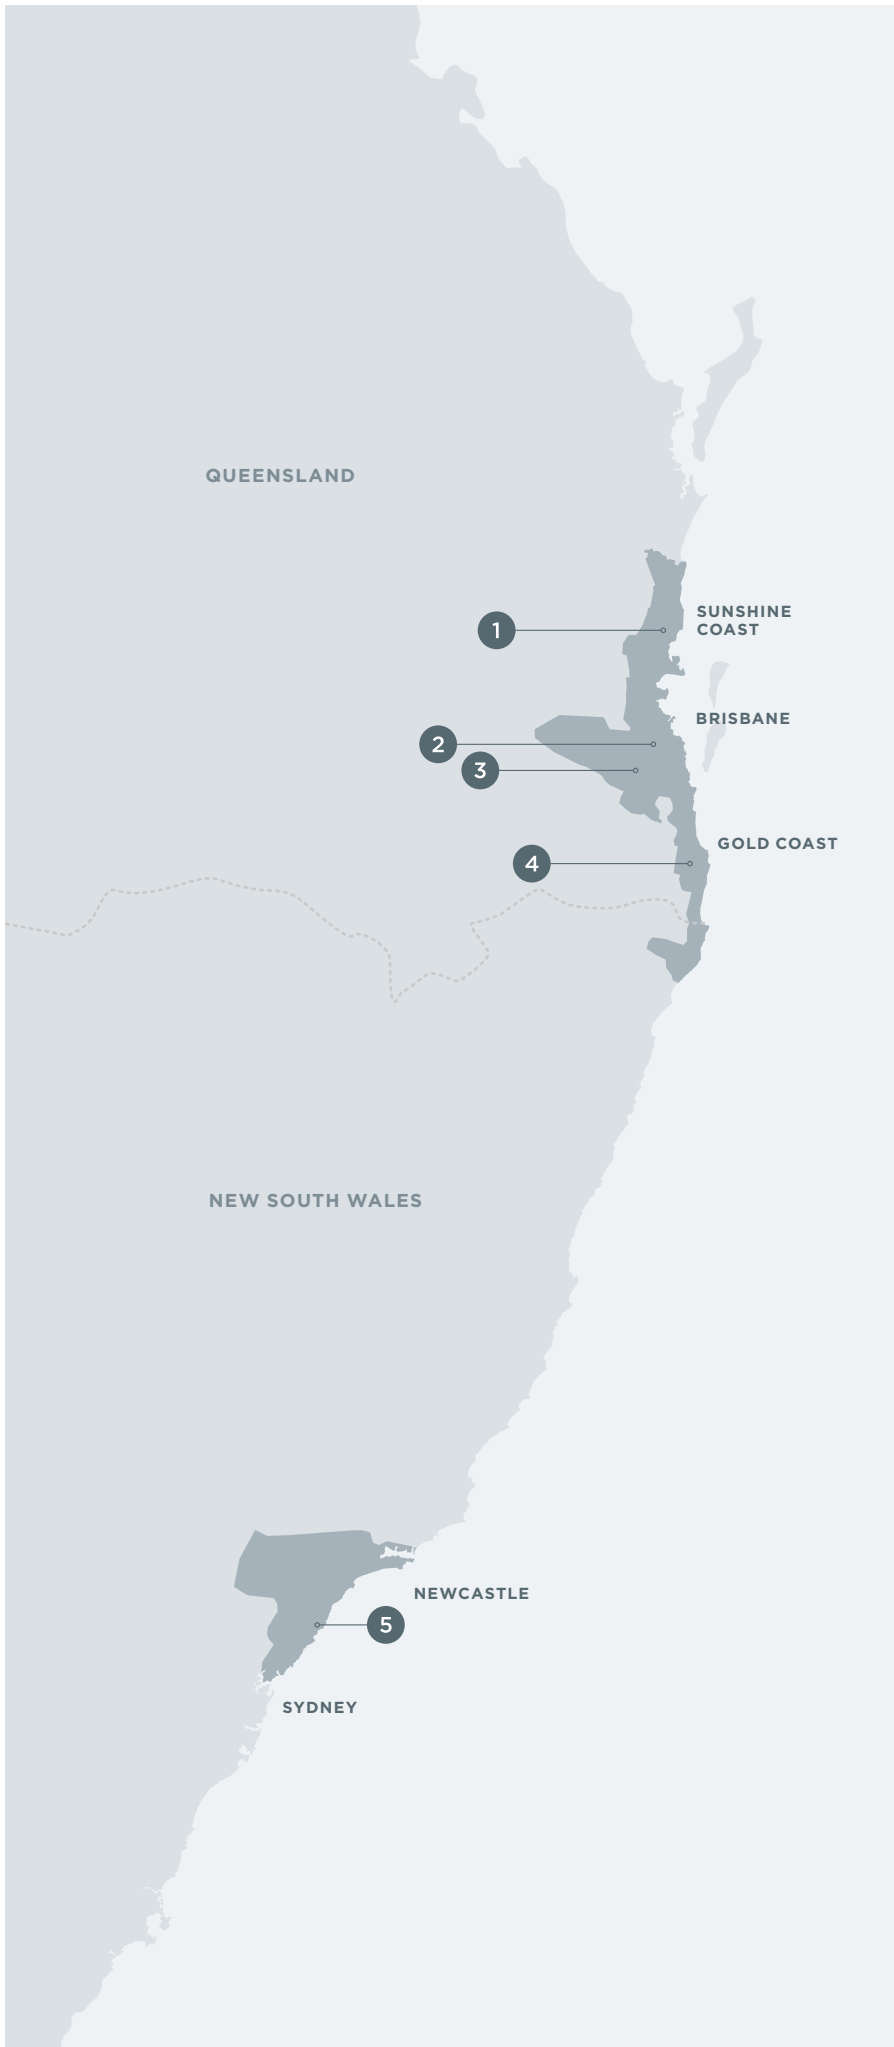 QUEENSLAND
SUNSHINE
COAST
1
BRISBANE
2
3
GOLD COAST
4
NEW SOUTH WALES
NEWCASTLE
5
SYDNEY